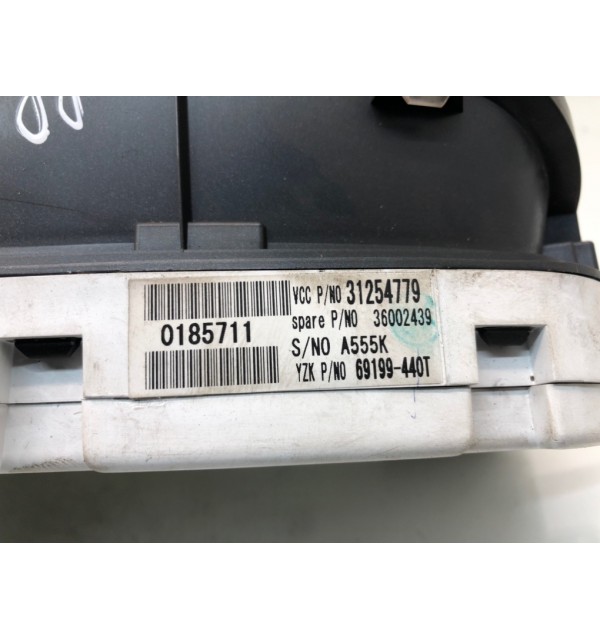 VCC P/NO 31254779
spare P/NO 36002439
0185711
S/NO A555K
YZK P/NO 69199-440T